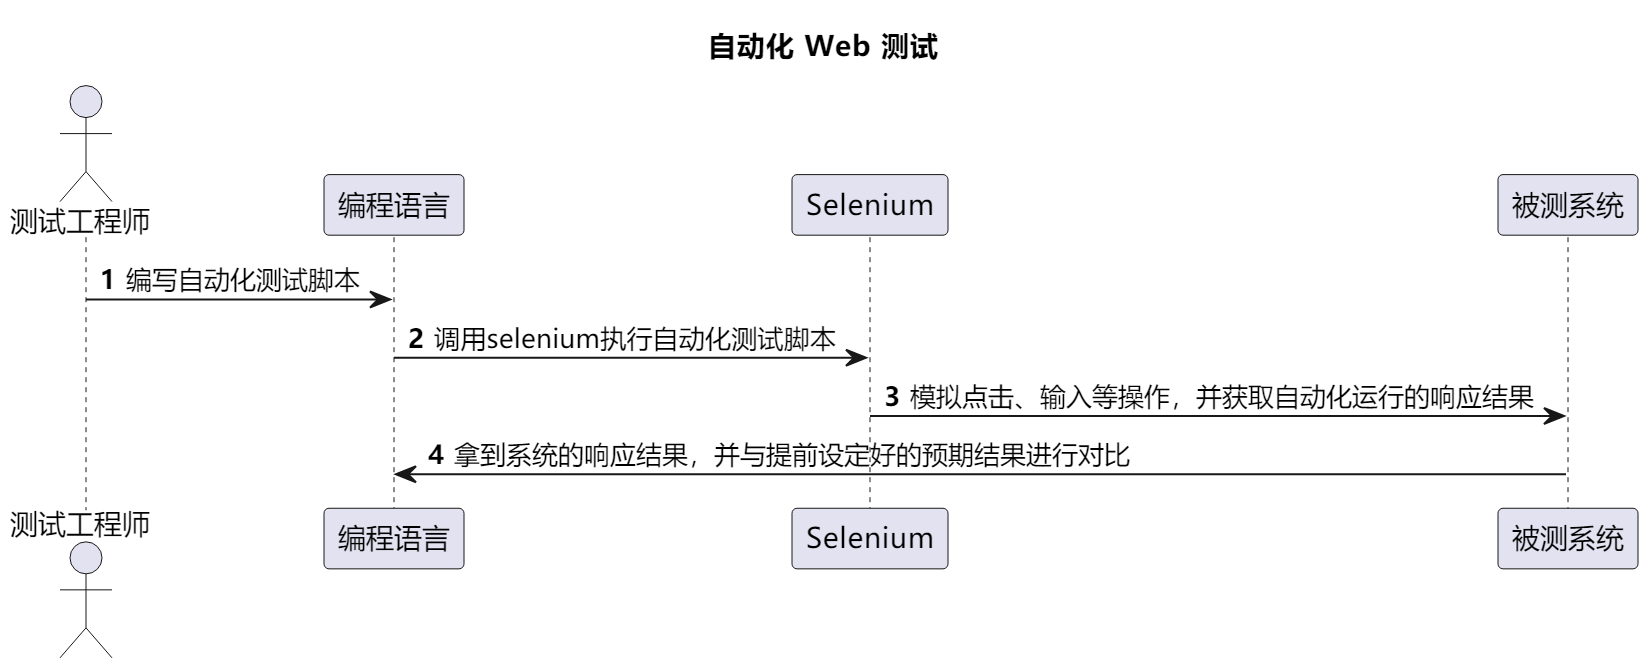 自动化 Web 测试
测试工程师
编程语言
Selenium
被测系统
1 编写自动化测试脚本
2 调用selenium执行自动化测试脚本
3 模拟点击、输入等操作，并获取自动化运行的响应结果
4 拿到系统的响应结果，并与提前设定好的预期结果进行对比
测试工程师
编程语言
Selenium
被测系统